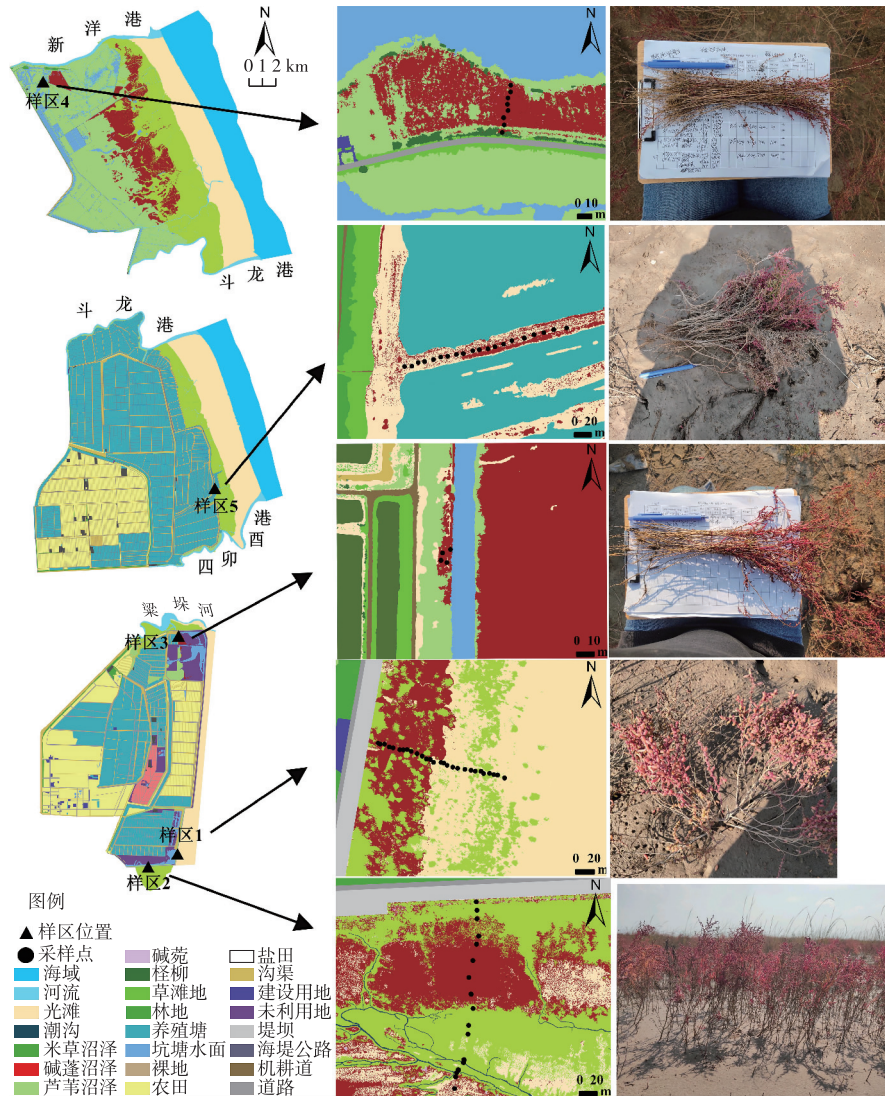 新洋港
N
0 1 2 km
样区4
斗龙港
斗龙港
样区5
四卯酉港
梁垛河
样区3
样区1
样区2
N
0 10 m
N
0 20 m
N
0 10 m
N
0 20 m
N
0 20 m
图例
样区位置
采样点
海域
河流
光滩
潮沟
米草沼泽
碱蓬沼泽
芦苇沼泽
碱菀
柽柳
草滩地
林地
养殖塘
坑塘水面
裸地
农田
盐田
沟渠
建设用地
未利用地
堤坝
海堤公路
机耕道
道路